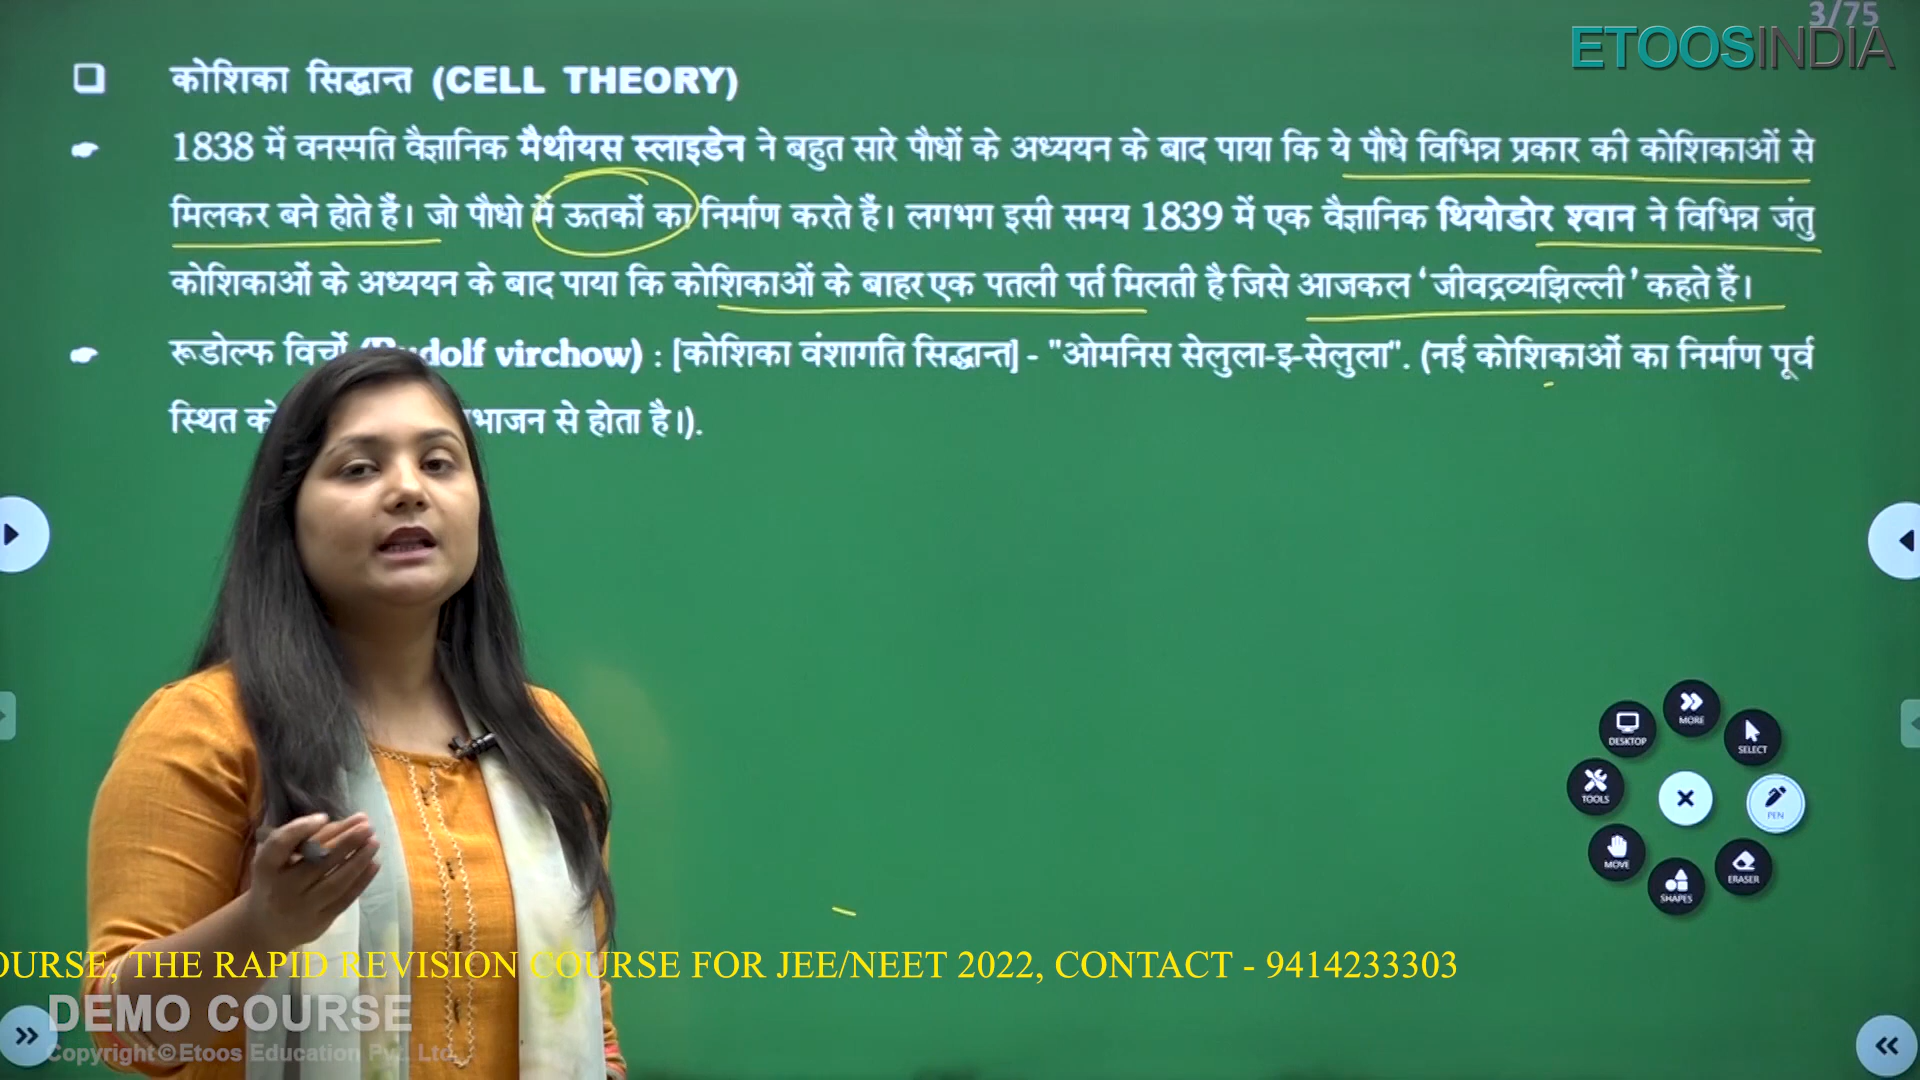 3/75
ETOOSINDIA
कोशिका सिद्धान्त (CELL THEORY)
1838 में वनस्पति वैज्ञानिक मैथीयस स्लाइडेन ने बहुत सारे पौधों के अध्ययन के बाद पाया कि ये पौधे विभिन्न प्रकार की कोशिकाओं से
मिलकर बने होते हैं। जो पौधो में ऊतकों का निर्माण करते हैं। लगभग इसी समय 1839 में एक वैज्ञानिक थियोडोर श्वान ने विभिन्न जंतु
कोशिकाओं के अध्ययन के बाद पाया कि कोशिकाओं के बाहर एक पतली पर्त मिलती है जिसे आजकल ‘जीवद्रव्यझिल्ली’ कहते हैं।
रूडोल्फ विर्चो (Rudolf virchow) : [कोशिका वंशागति सिद्धान्त] - "ओमनिस सेलुला-इ-सेलुला". (नई कोशिकाओं का निर्माण पूर्व
स्थित से होता है।).
MORE
DESKTOP
SELECT
TOOLS
PEN
MOVE
ERASER
SHAPES
COURSE, THE RAPID REVISION COURSE FOR JEE/NEET 2022, CONTACT - 9414233303
DEMO COURSE
Copyright © Etoos Education Pvt. Ltd.